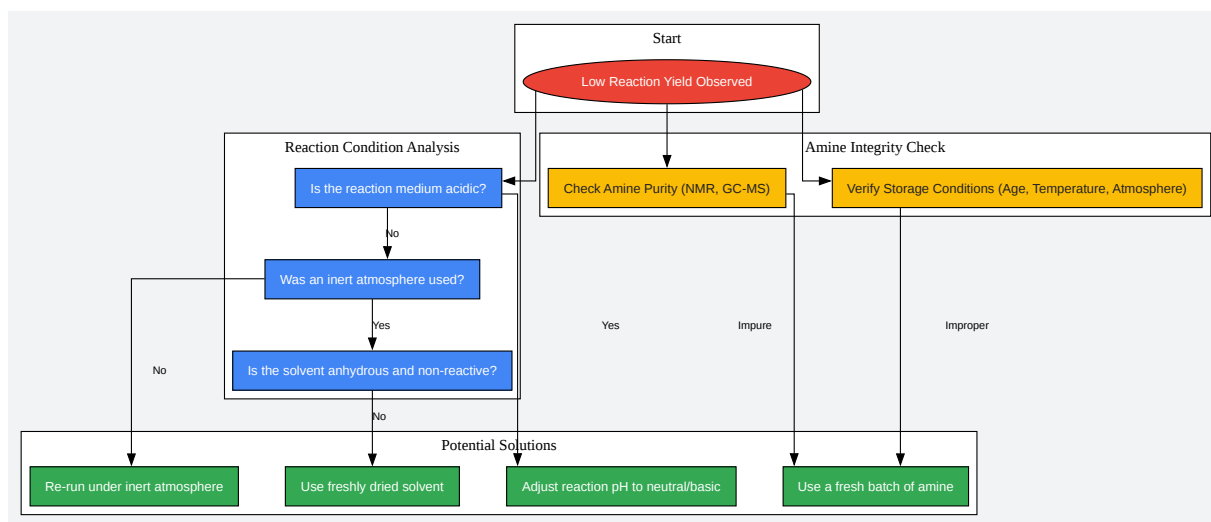 Start
Low Reaction Yield Observed
Reaction Condition Analysis
Amine Integrity Check
Is the reaction medium acidic?
Check Amine Purity (NMR, GC-MS)
Verify Storage Conditions (Age, Temperature, Atmosphere)
No
Was an inert atmosphere used?
Yes
Yes
Impure
Improper
Is the solvent anhydrous and non-reactive?
No
No
Potential Solutions
Re-run under inert atmosphere
Use freshly dried solvent
Adjust reaction pH to neutral/basic
Use a fresh batch of amine